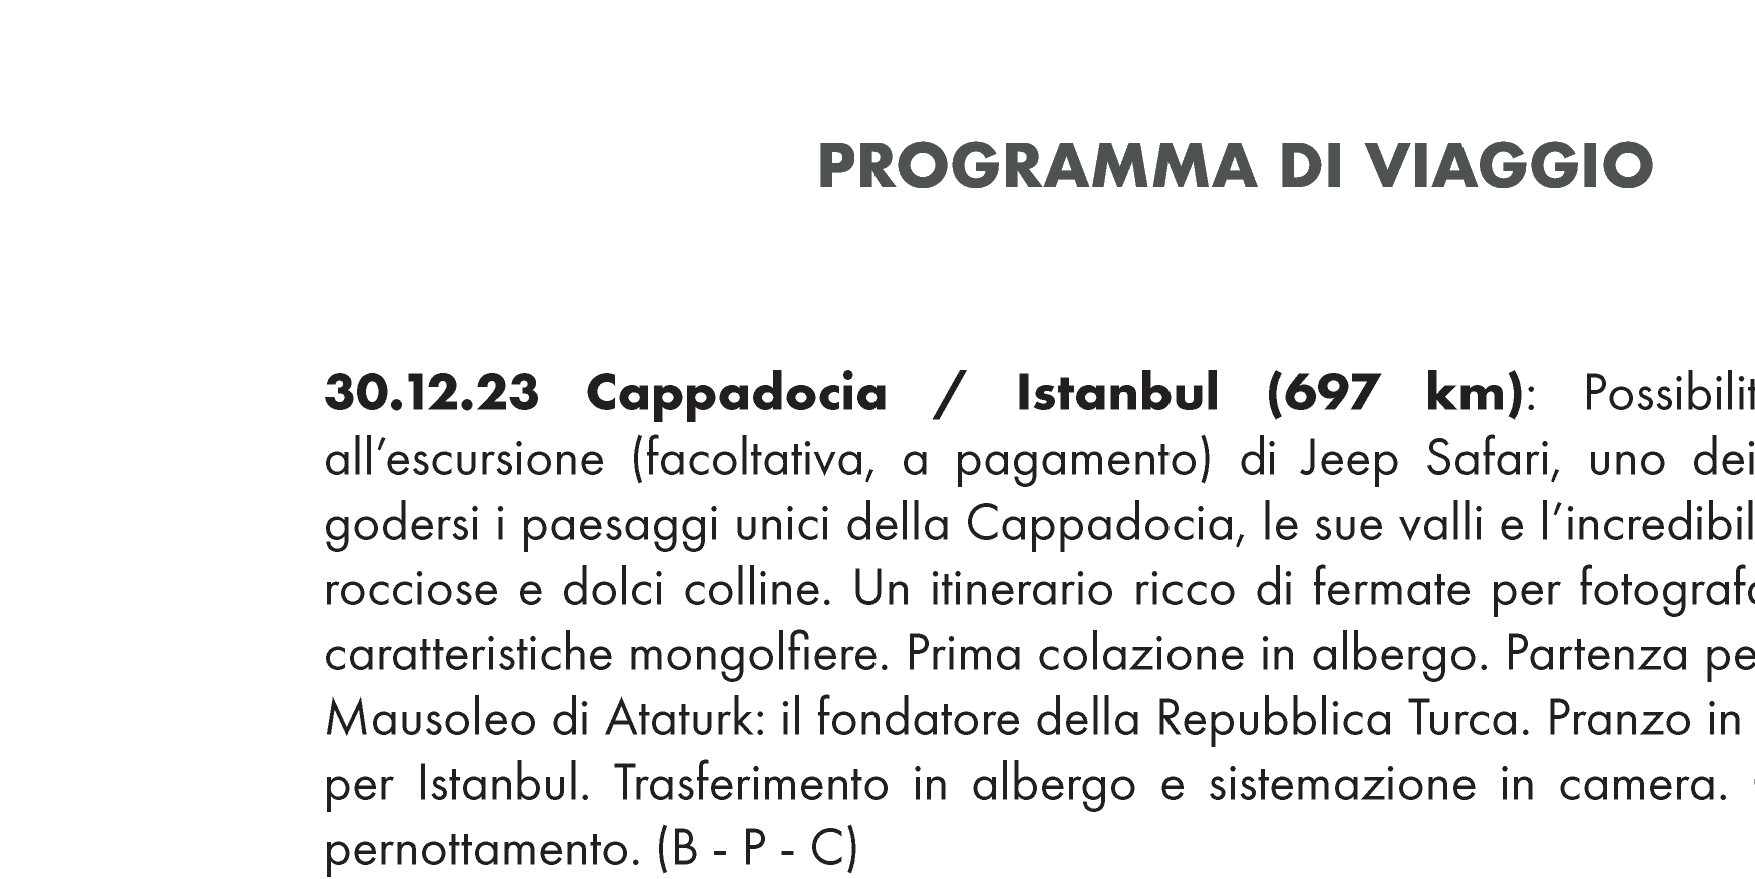 PROGRAMMA DI VIAGGIO
30.12.23 Cappadocia / Istanbul (697 km):
all’escursione (facoltativa, a pagamento) di Jeep Safari, uno dei
godersi i paesaggi unici della Cappadocia, le sue valli e l’incredibil
rocciose e dolci colline. Un itinerario ricco di fermate per
caratteristiche mongolfiere. Prima colazione in albergo. Partenza
Mausoleo di Ataturk: il fondatore della Repubblica Turca. Pranzo in
per Istanbul. Trasferimento in albergo e sistemazione in camera.
pernottamento. (B - P - C)